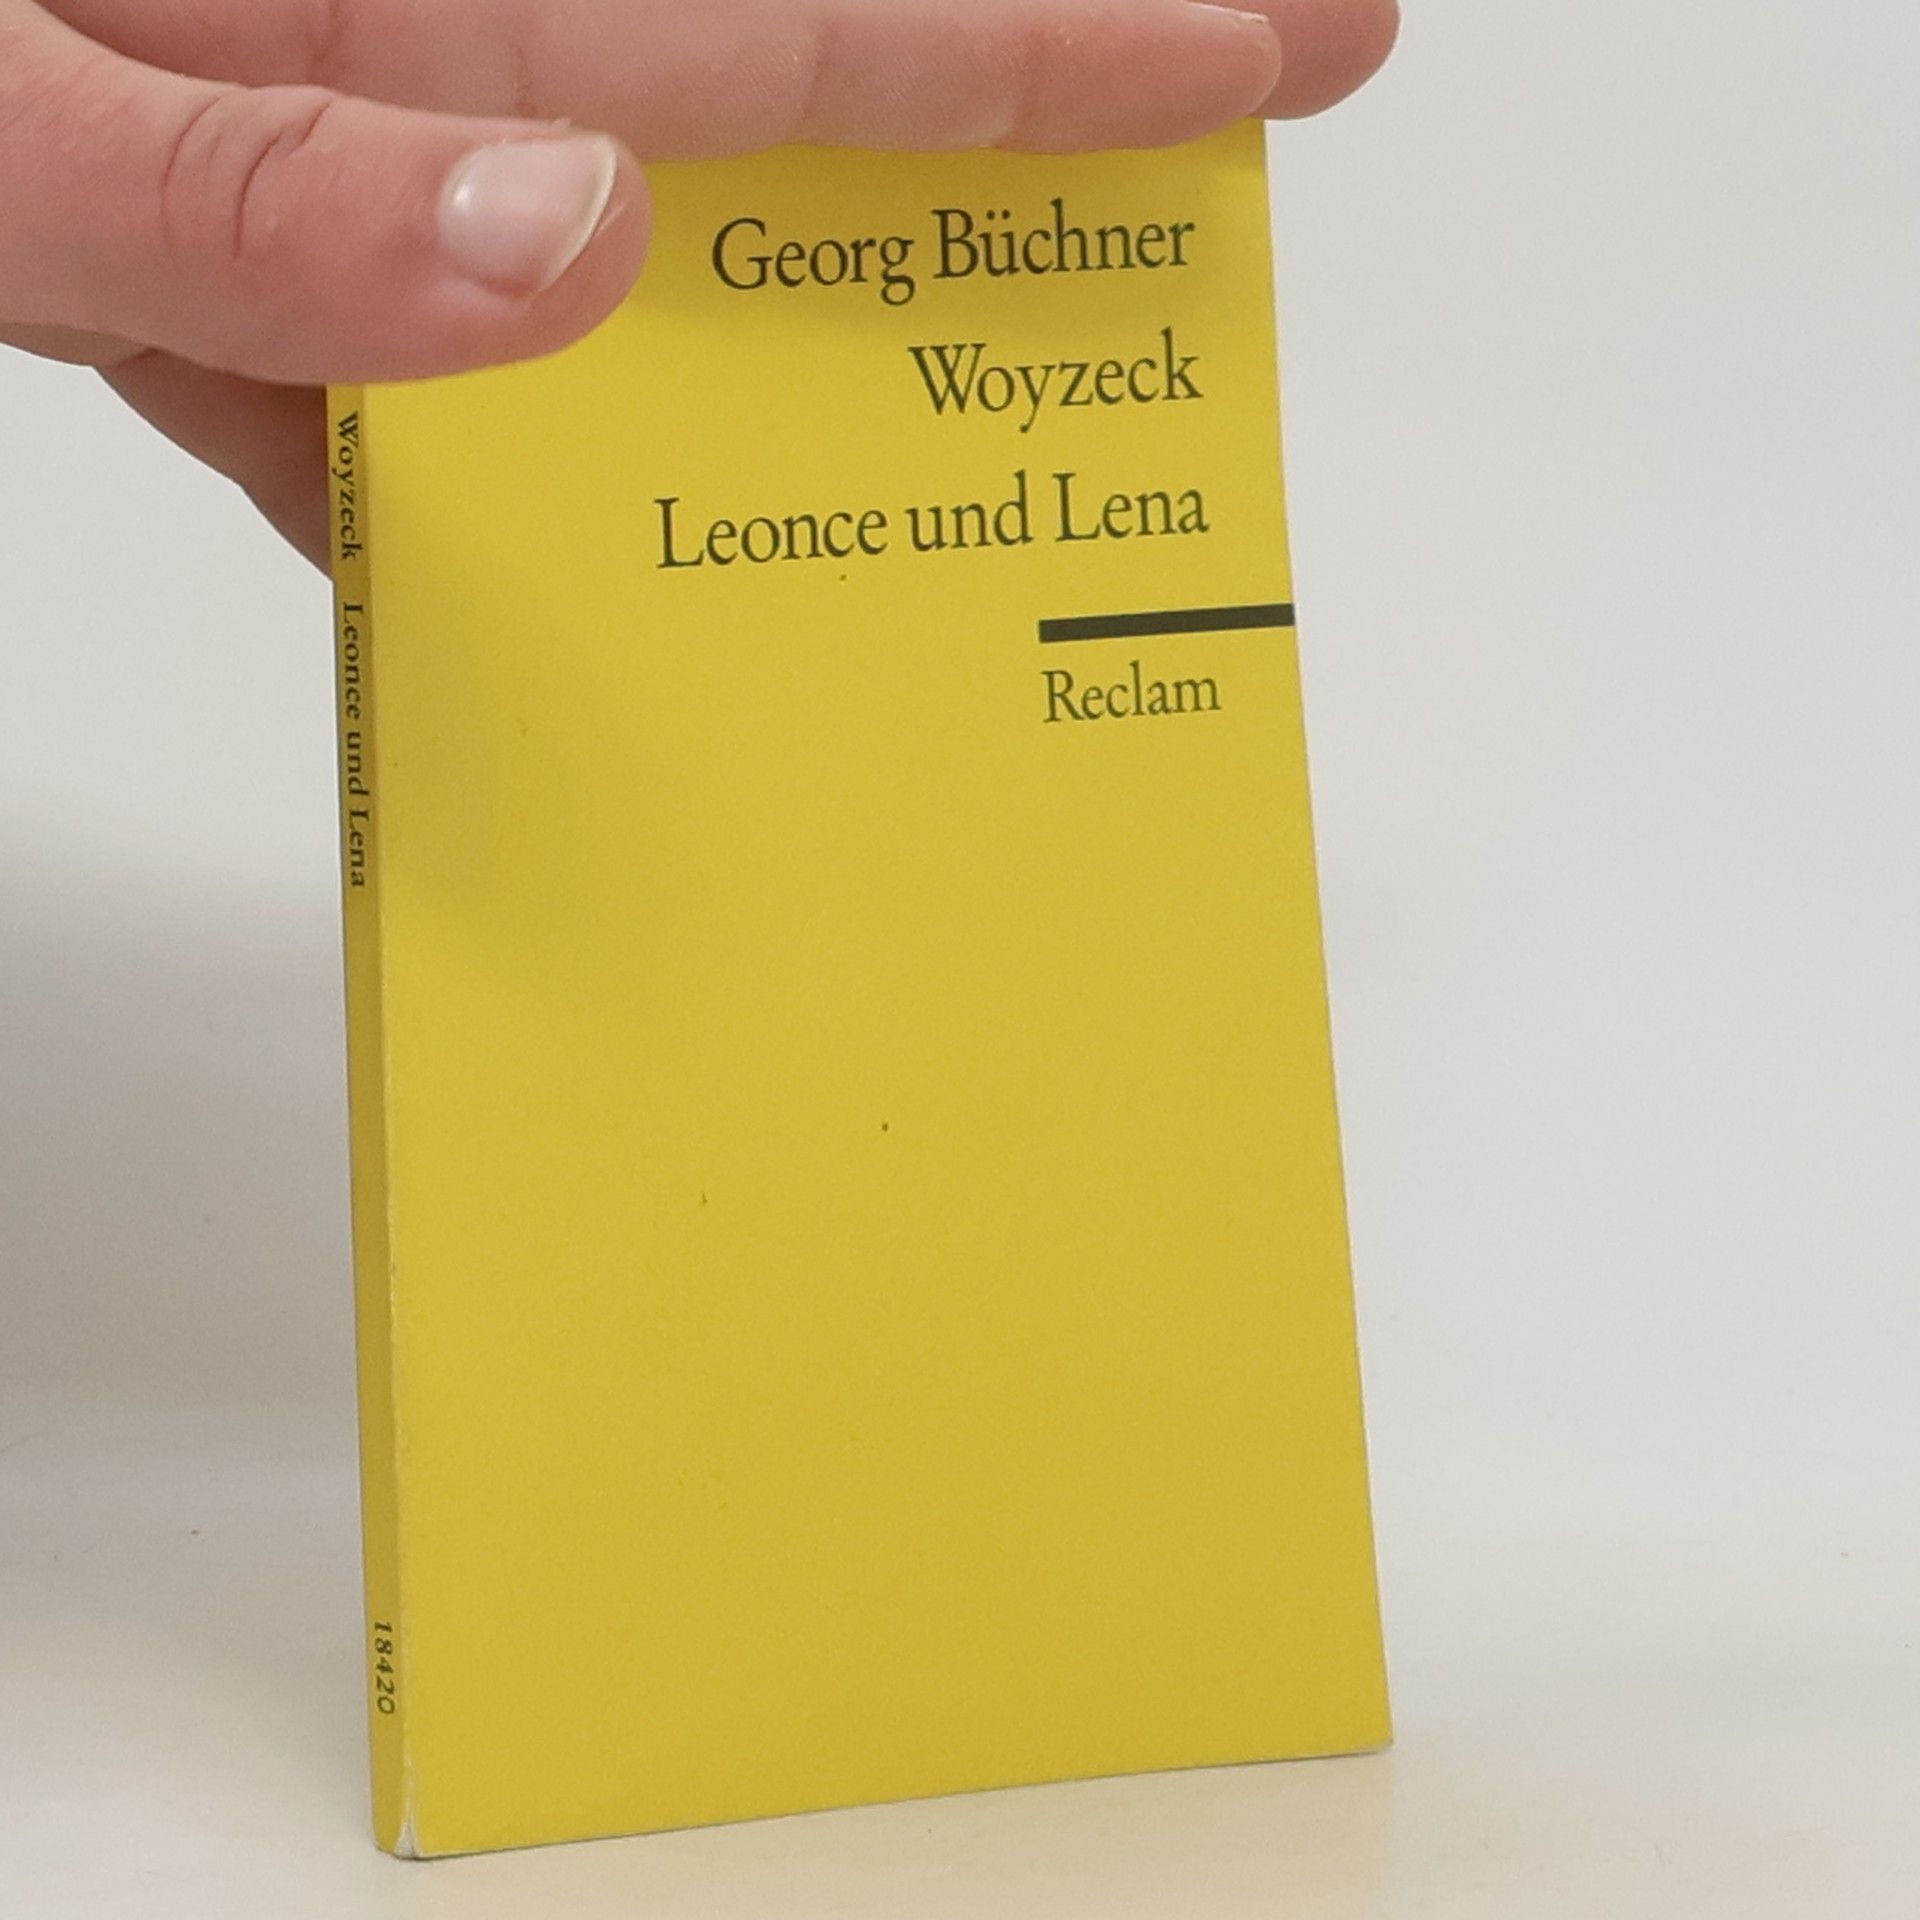 Georg Büchner
Woyzeck
Leonce und Lena
Reclam
Woyzeck Leonce und Lena
18420